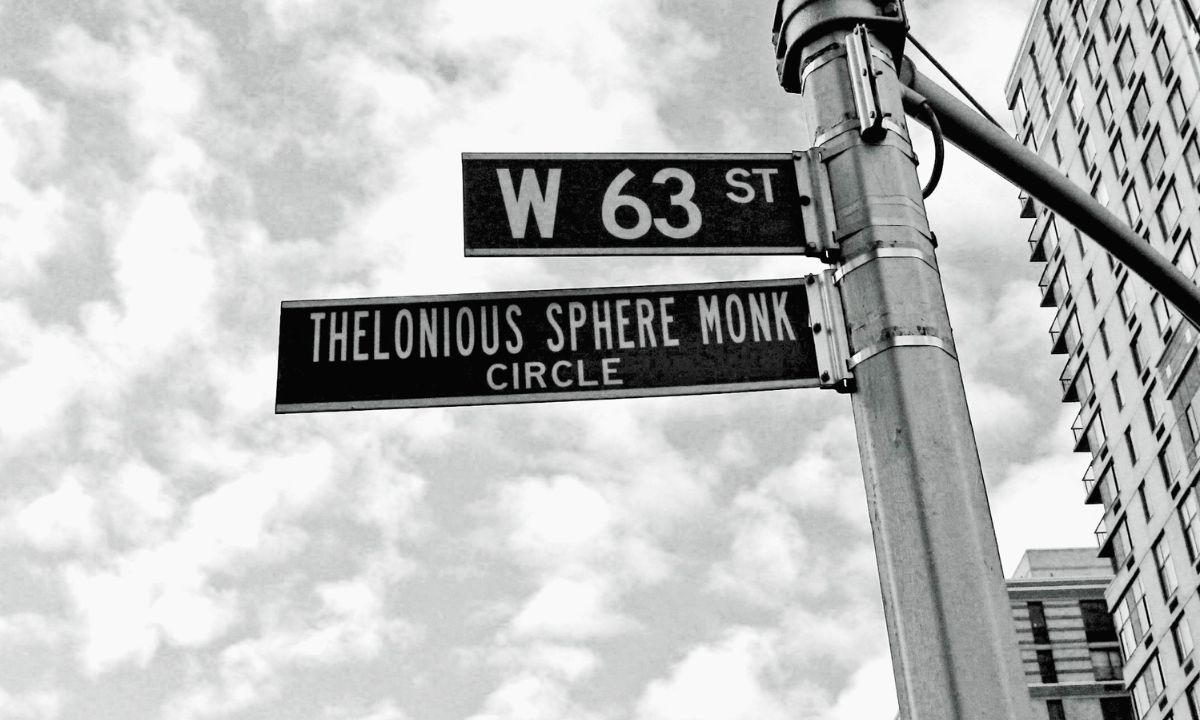 W 63 ST
THELONIOUS SPHERE MONK
CIRCLE